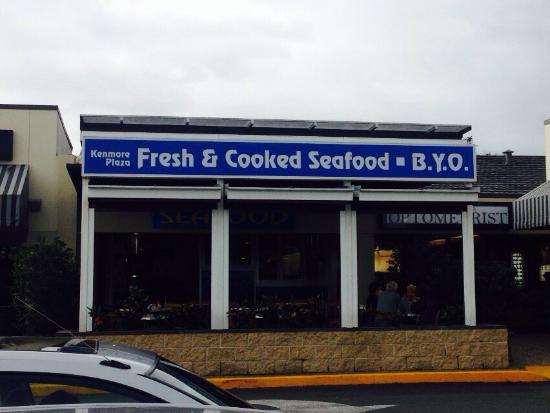 Kenmore
Plaza
Fresh & Cooked Seafood ▪ B.Y.O.
SEAFOOD
OPTOMETRIST